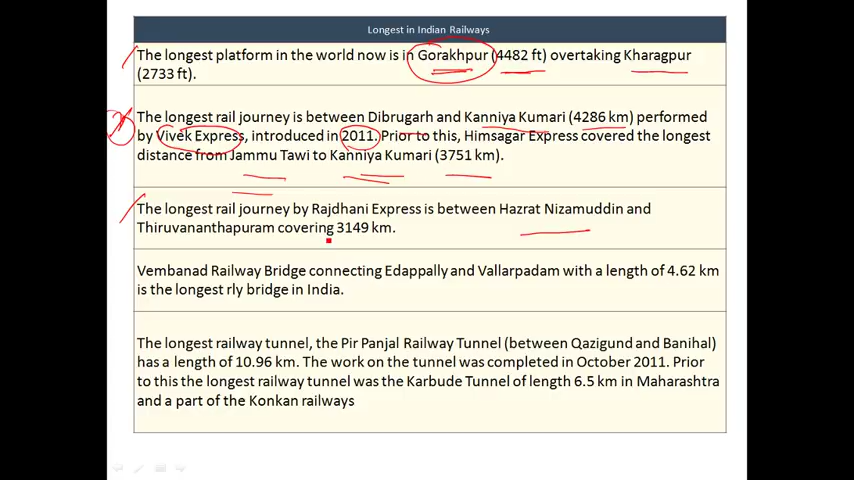 Longest in Indian Railways
The longest platform in the world now is in Gorakhpur (4482 ft) overtaking Kharagpur
(2733 ft).
The longest rail journey is between Dibrugarh and Kanniya Kumari (4286 km) performed
by Vivek Express, introduced in 2011. Prior to this, Himsagar Express covered the longest
distance from Jammu Tawi to Kanniya Kumari (3751 km).
The longest rail journey by Rajdhani Express is between Hazrat Nizamuddin and
Thiruvananthapuram covering 3149 km.
Vembanad Railway Bridge connecting Edappally and Vallarpadam with a length of 4.62 km
is the longest rly bridge in India.
The longest railway tunnel, the Pir Panjal Railway Tunnel (between Qazigund and Banihal)
has a length of 10.96 km. The work on the tunnel was completed in October 2011. Prior
to this the longest railway tunnel was the Karbude Tunnel of length 6.5 km in Maharashtra
and a part of the Konkan railways